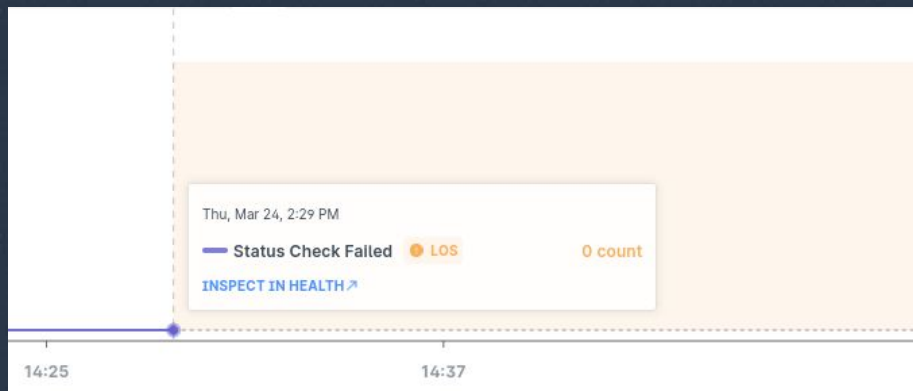 Thu, Mar 24, 2:29 PM
Status Check Failed LOS 0 count
INSPECT IN HEALTH↗
14:25 14:37